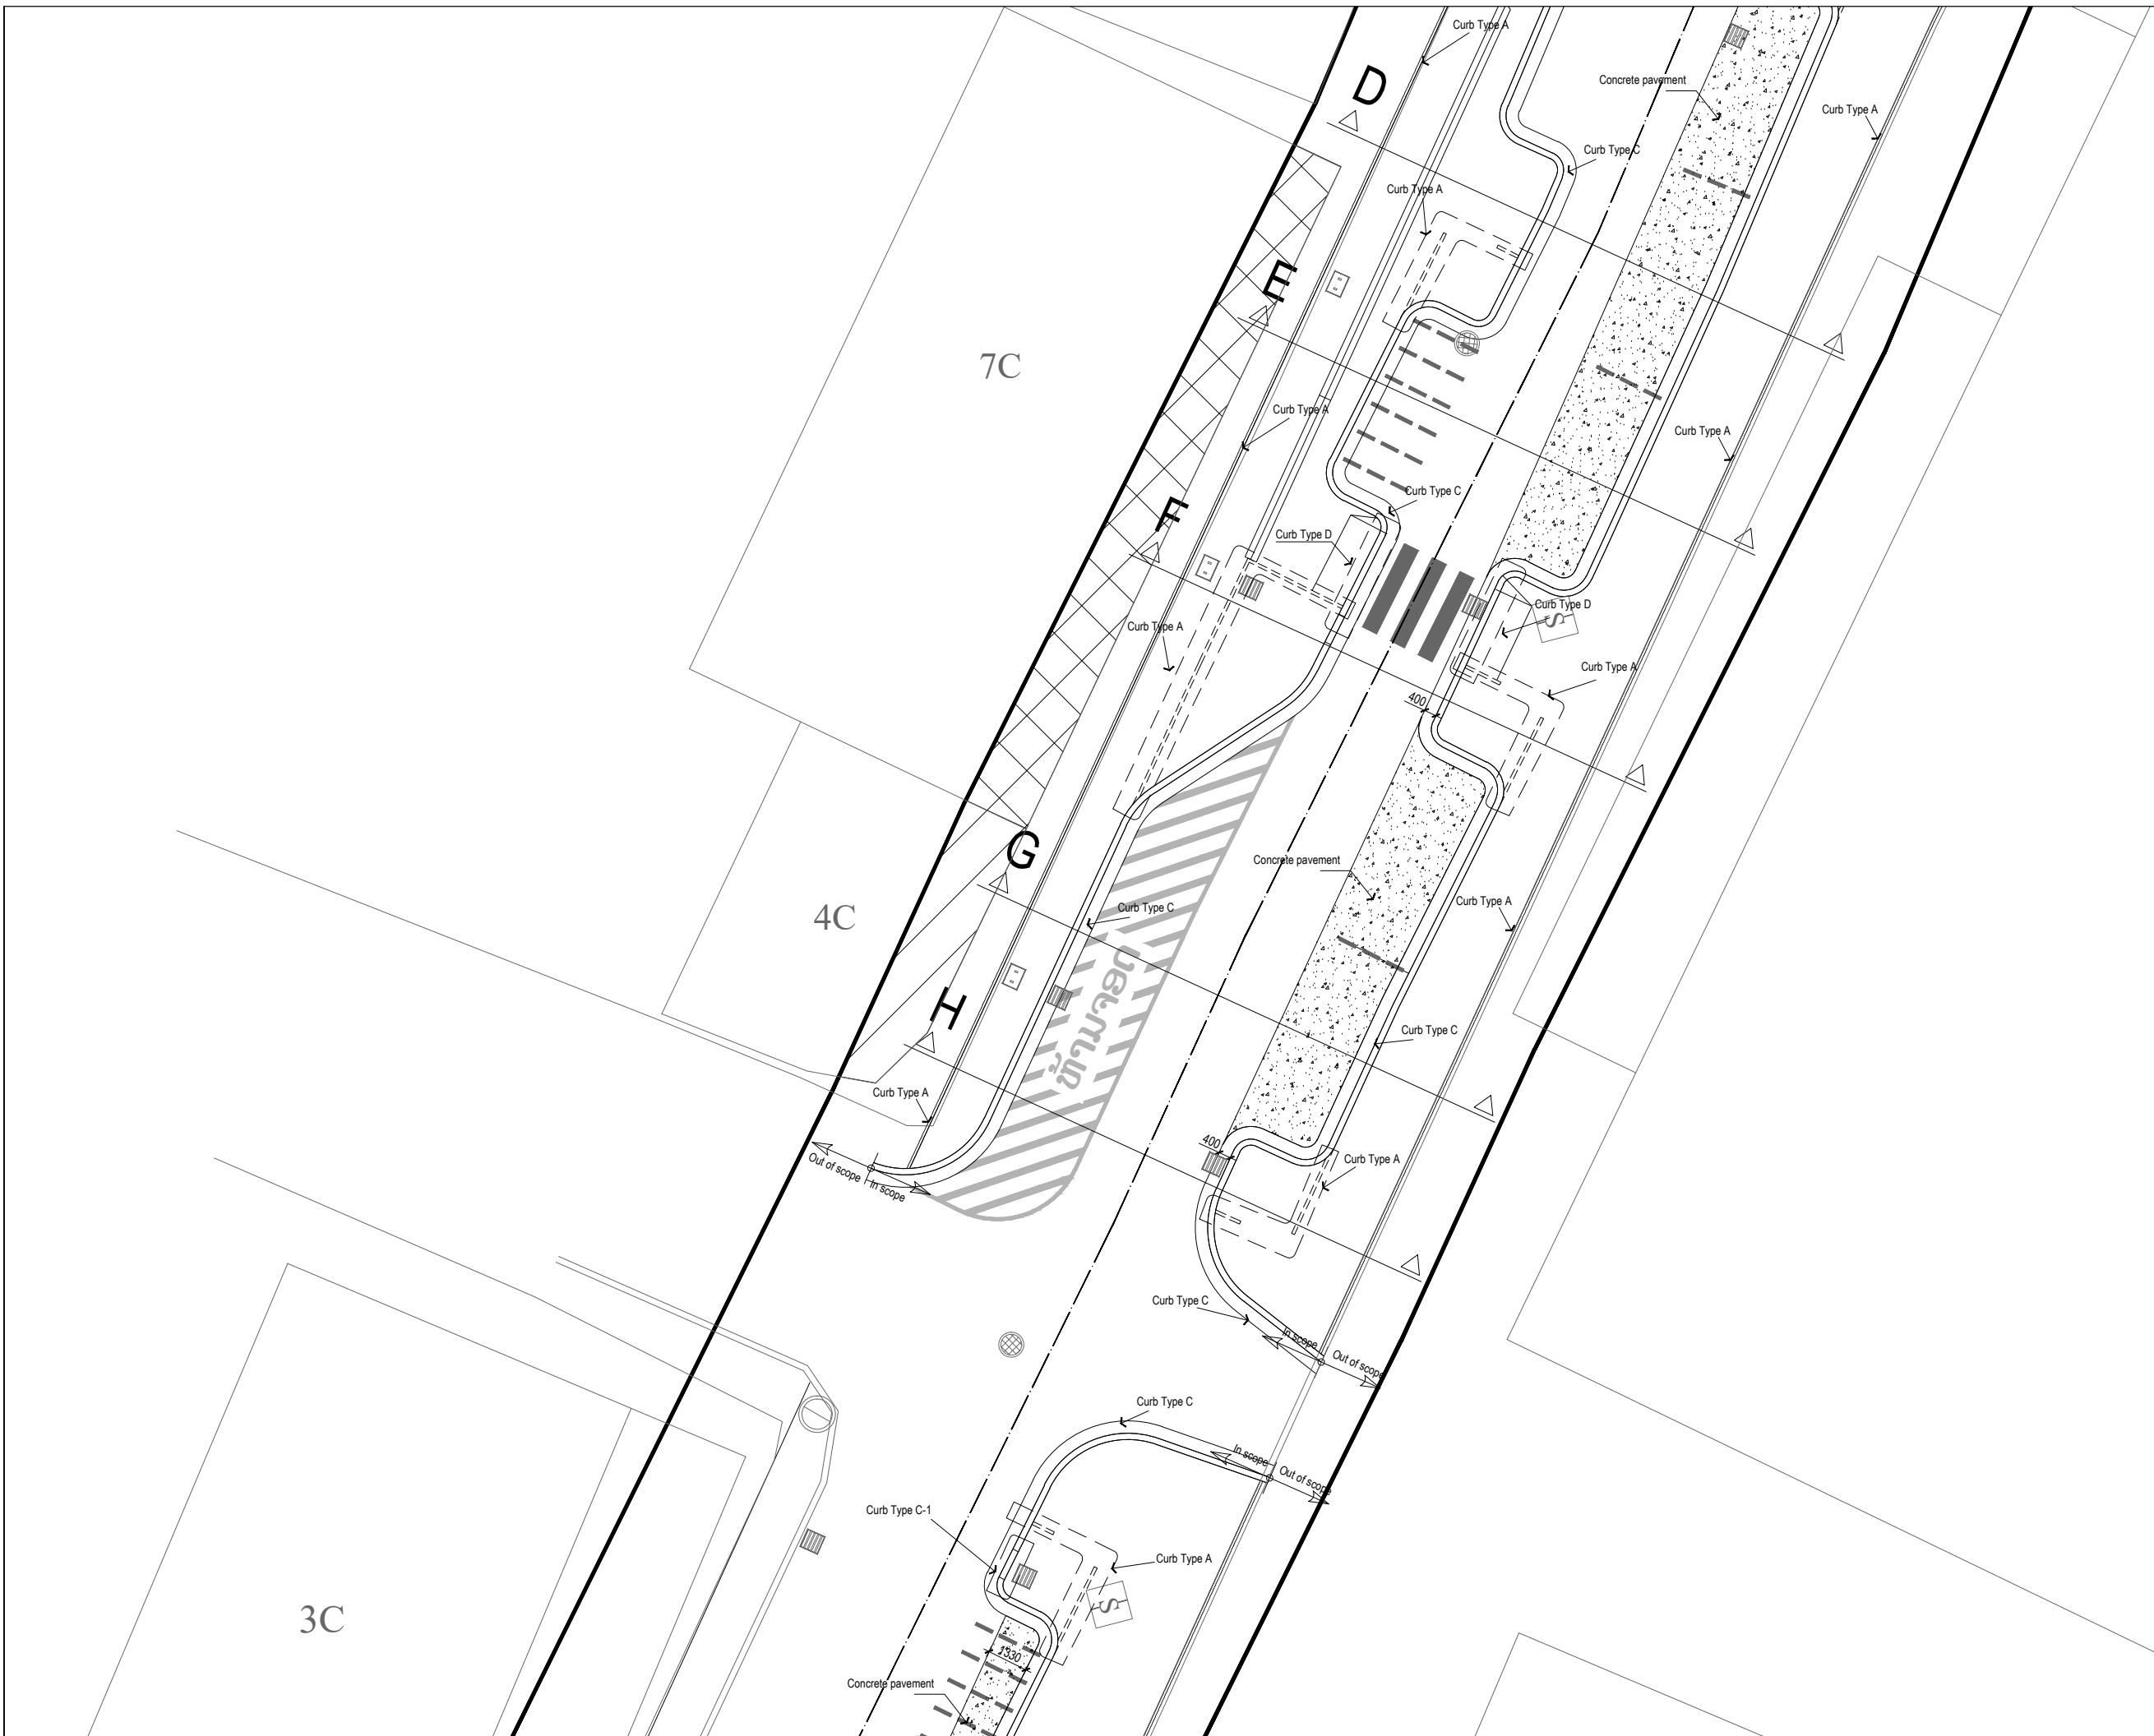 Curb Type A
D
Concrete pavement
Curb Type A
Curb Type C
Curb Type A
E
7C
Curb Type A
Curb Type A
Curb Type C
F
Curb Type D
Curb Type D
S
Curb Type A
Curb Type A
400
G
Concrete pavement
4C
Curb Type C
Curb Type A
H
Curb Type C
Curb Type A
400
Curb Type A
Out of scope
In scope
Curb Type C
In scope
Out of scope
Curb Type C
In scope
Out of scope
Curb Type C-1
Curb Type A
S
3C
1330
Concrete pavement